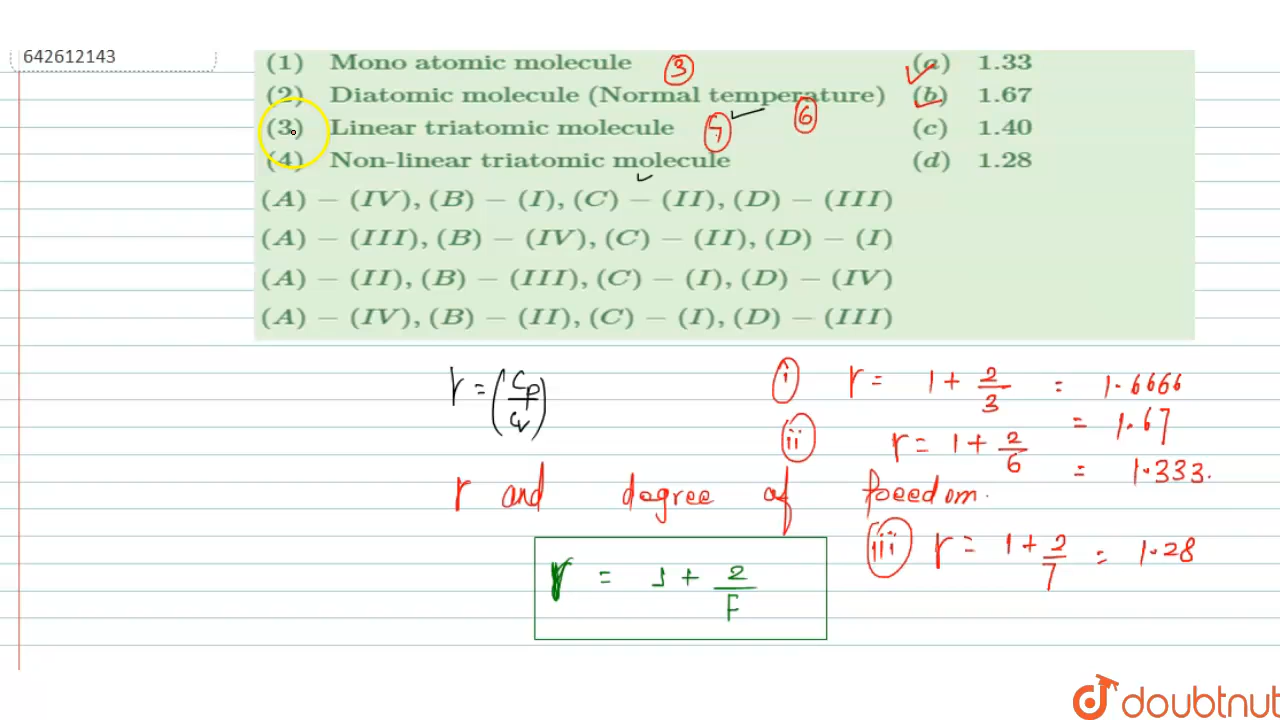 642612143
(1) Mono atomic molecule 3 (a) 1.33
(2) Diatomic molecule (Normal temperature) (b) 1.67
6
(3) Linear triatomic molecule 7 (c) 1.40
(4) Non-linear triatomic molecule (d) 1.28
(A) − (IV), (B) − (I), (C) − (II), (D) − (III)
(A) − (III), (B) − (IV), (C) − (II), (D) − (I)
(A) − (II), (B) − (III), (C) − (I), (D) − (IV)
(A) − (IV), (B) − (II), (C) − (I), (D) − (III)
r = (Cp/Cv)
i r = 1 + 2/3 = 1.6666
= 1.67
ii r = 1 + 2/6 = 1.333.
r and degree of foeedom.
iii r = 1 + 2/7 = 1.28
r = 1 + 2/F
doubtnut